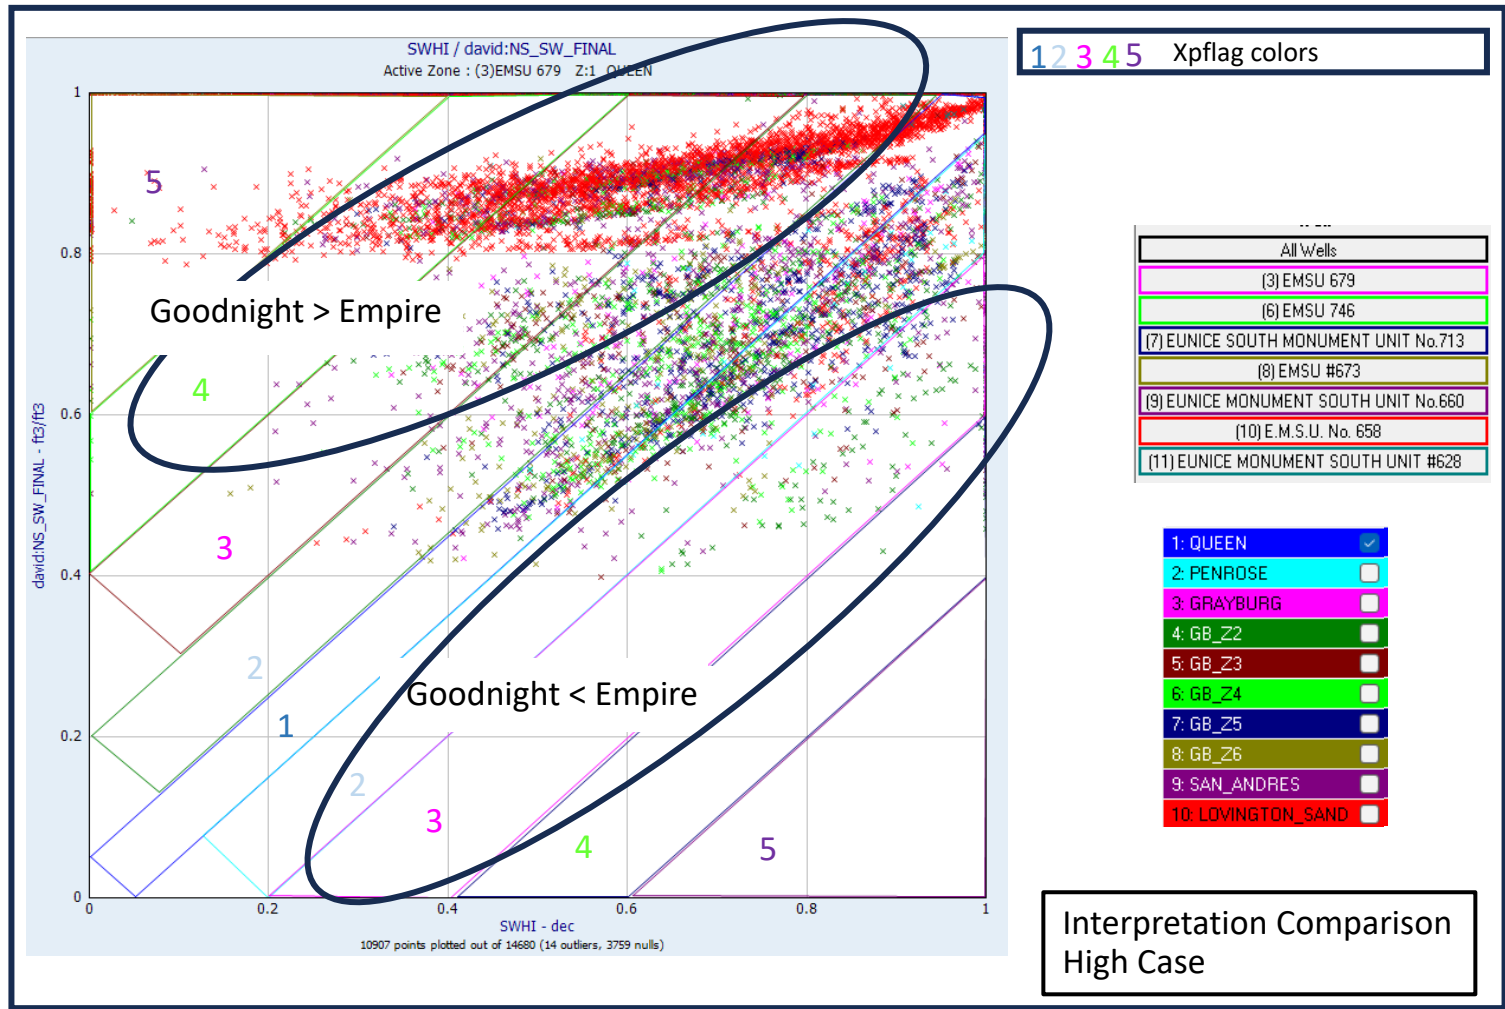 1 2 3 4 5 Xpflag colors
SWHI / david:NS_SW_FINAL
Active Zone : (3)EMSU 679 Z:1 QUEEN
1
0.8
0.6
0.4
0.2
0
david:NS_SW_FINAL - ft3/ft3
5
Goodnight > Empire
4
3
2
1
Goodnight < Empire
2
3
4
5
0
0.2
0.4
0.6
0.8
1
SWHI - dec
10907 points plotted out of 14680 (14 outliers, 3759 nulls)
All Wells
(3) EMSU 679
(6) EMSU 746
(7) EUNICE SOUTH MONUMENT UNIT No.713
(8) EMSU #673
(9) EUNICE MONUMENT SOUTH UNIT No.660
(10) E.M.S.U. No. 658
(11) EUNICE MONUMENT SOUTH UNIT #628
1: QUEEN
2: PENROSE
3: GRAYBURG
4: GB_Z2
5: GB_Z3
6: GB_Z4
7: GB_Z5
8: GB_Z6
9: SAN_ANDRES
10: LOVINGTON_SAND
Interpretation Comparison
High Case